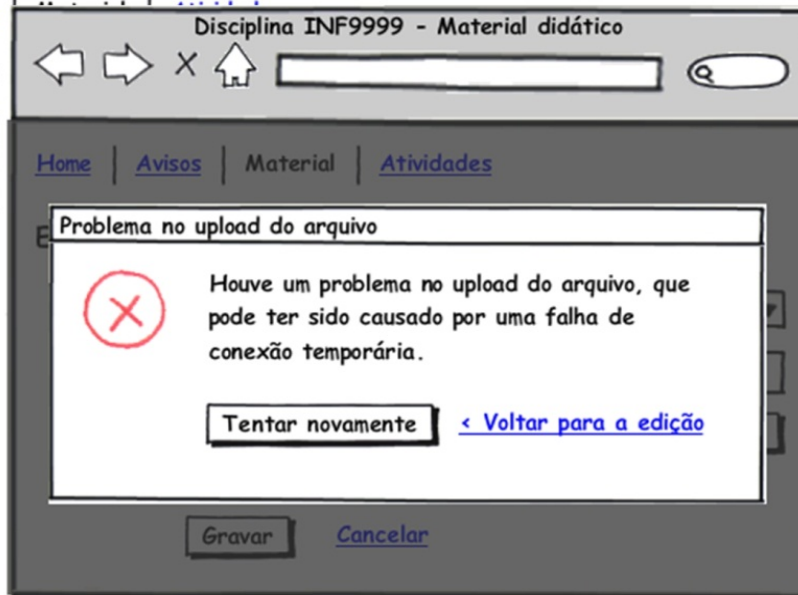 Disciplina INF9999 - Material didático
Home | Avisos | Material | Atividades
Problema no upload do arquivo
Houve um problema no upload do arquivo, que
pode ter sido causado por uma falha de
conexão temporária.
Tentar novamente < Voltar para a edição
Gravar Cancelar